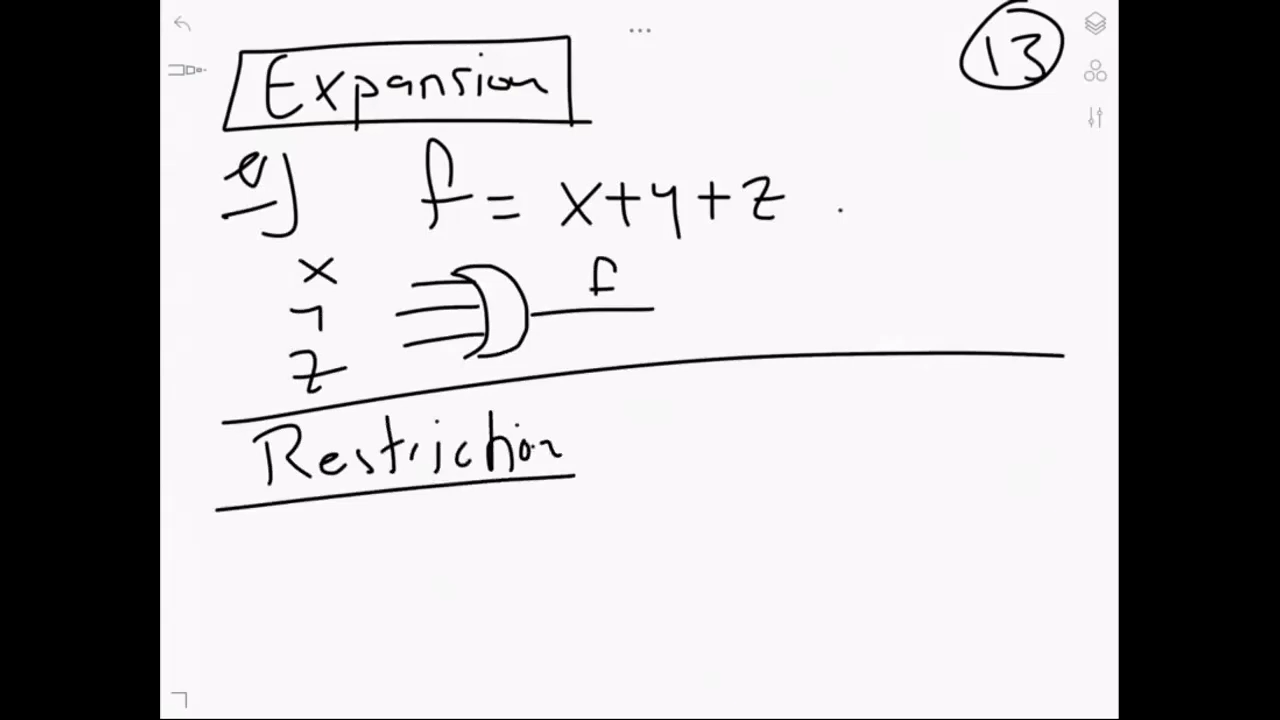 Expansion
13
eg f = x+y+z
x
f
y
z
Restriction